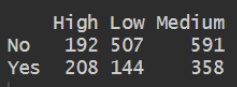 High Low Medium
No 192 507 591
Yes 208 144 358